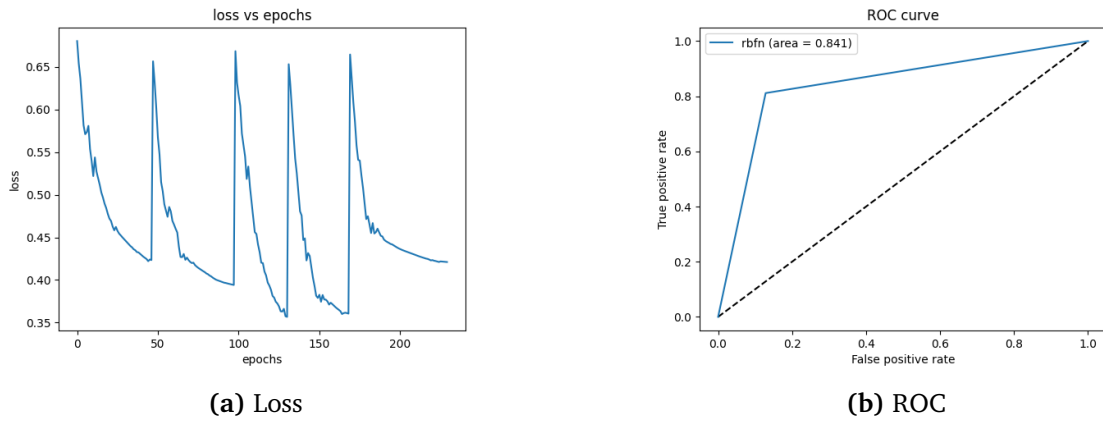 loss vs epochs
0.65
0.60
0.55
0.50
0.45
0.40
0.35
loss
0
50
100
150
200
epochs
(a) Loss
ROC curve
rbfn (area = 0.841)
1.0
0.8
0.6
0.4
0.2
0.0
True positive rate
0.0
0.2
0.4
0.6
0.8
1.0
False positive rate
(b) ROC